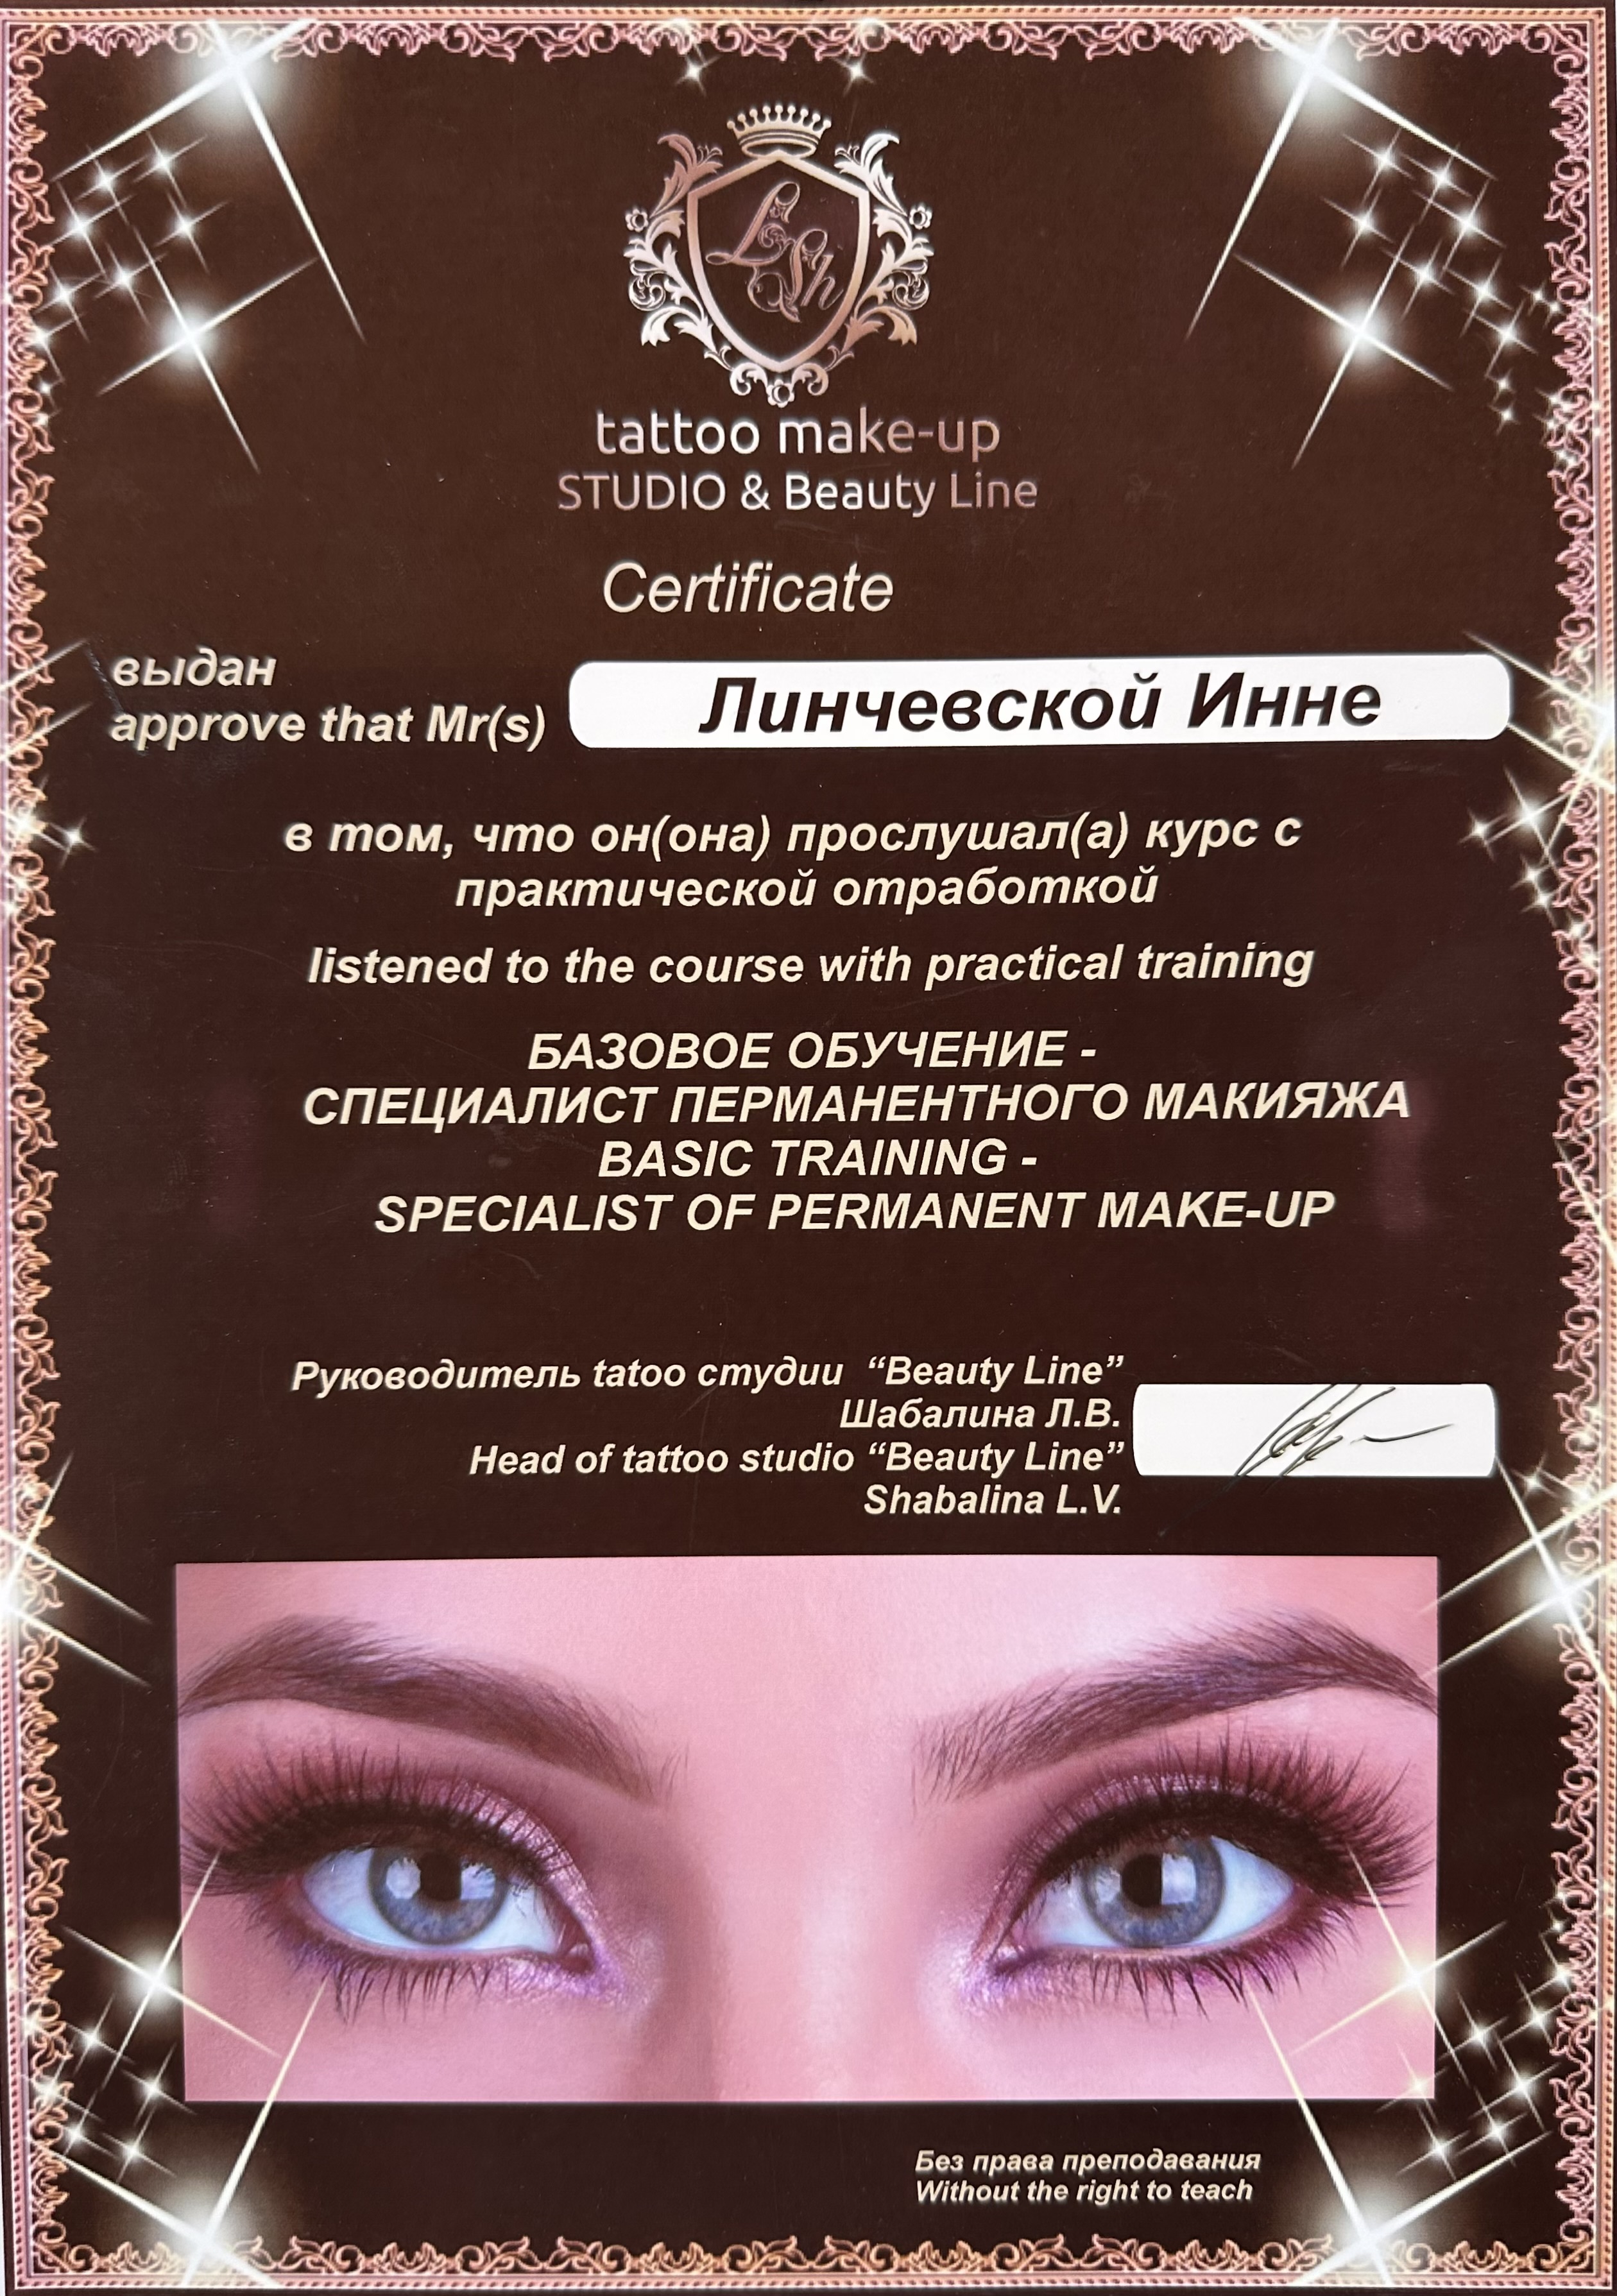 L Sh
tattoo make-up
STUDIO & Beauty Line
Certificate
выдан
approve that Mr(s)
Линчевской Инне
в том, что он(она) прослушал(а) курс с
практической отработкой
listened to the course with practical training
БАЗОВОЕ ОБУЧЕНИЕ -
СПЕЦИАЛИСТ ПЕРМАНЕНТНОГО МАКИЯЖА
BASIC TRAINING -
SPECIALIST OF PERMANENT MAKE-UP
Руководитель tatoo студии “Beauty Line”
Шабалина Л.В.
Head of tattoo studio “Beauty Line”
Shabalina L.V.
Без права преподавания
Without the right to teach